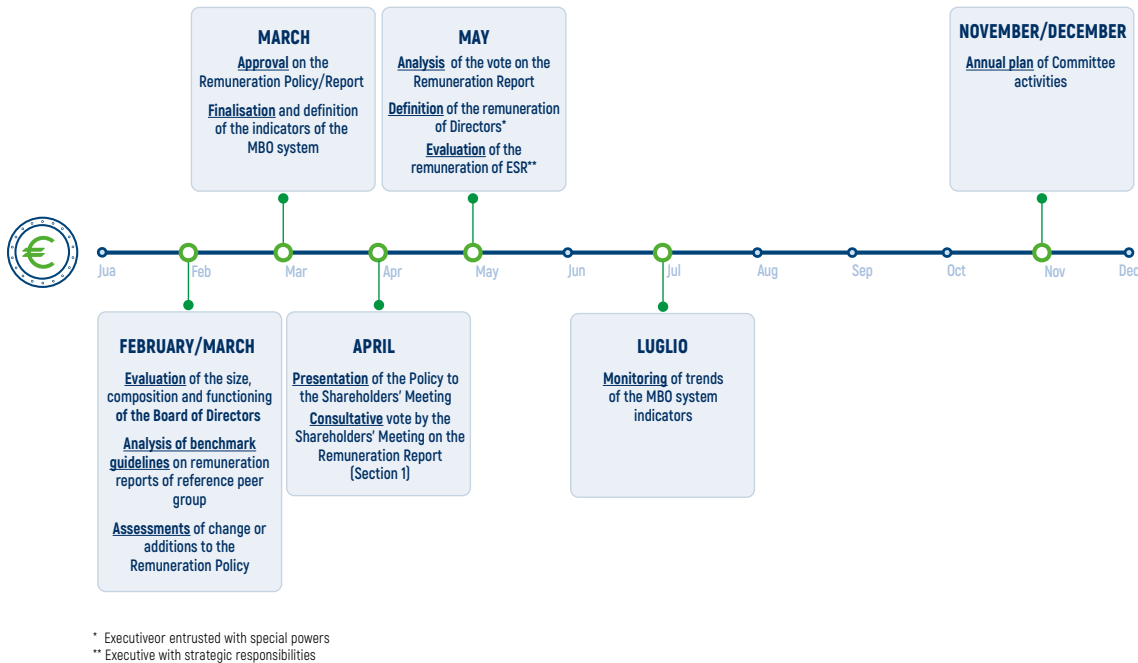 MARCH
Approval on the
Remuneration Policy/Report
Finalisation and definition
of the indicators of the
MBO system
MAY
Analysis of the vote on the
Remuneration Report
Definition of the remuneration
of Directors*
Evaluation of the
remuneration of ESR**
NOVEMBER/DECEMBER
Annual plan of Committee
activities
€
Jua
Feb
Mar
Apr
May
Jun
Jul
Aug
Sep
Oct
Nov
Dec
FEBRUARY/MARCH
Evaluation of the size,
composition and functioning
of the Board of Directors
Analysis of benchmark
guidelines on remuneration
reports of reference peer
group
Assessments of change or
additions to the
Remuneration Policy
APRIL
Presentation of the Policy to
the Shareholders' Meeting
Consultative vote by the
Shareholders' Meeting on the
Remuneration Report
(Section 1)
LUGLIO
Monitoring of trends
of the MBO system
indicators
* Executiveor entrusted with special powers
** Executive with strategic responsibilities